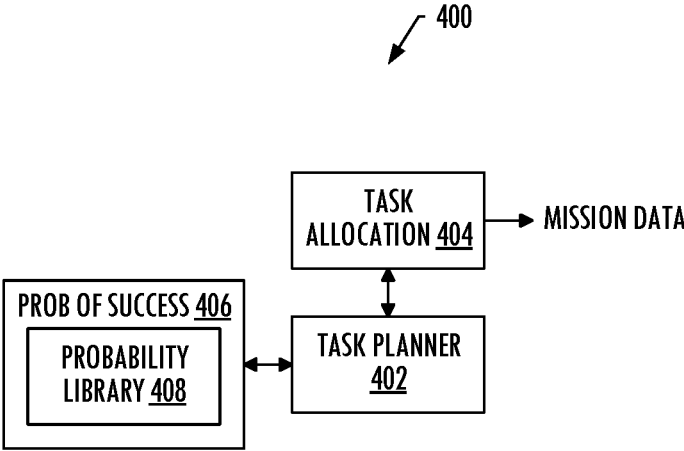 400
TASK
ALLOCATION 404
MISSION DATA
PROB OF SUCCESS 406
PROBABILITY
LIBRARY 408
TASK PLANNER
402